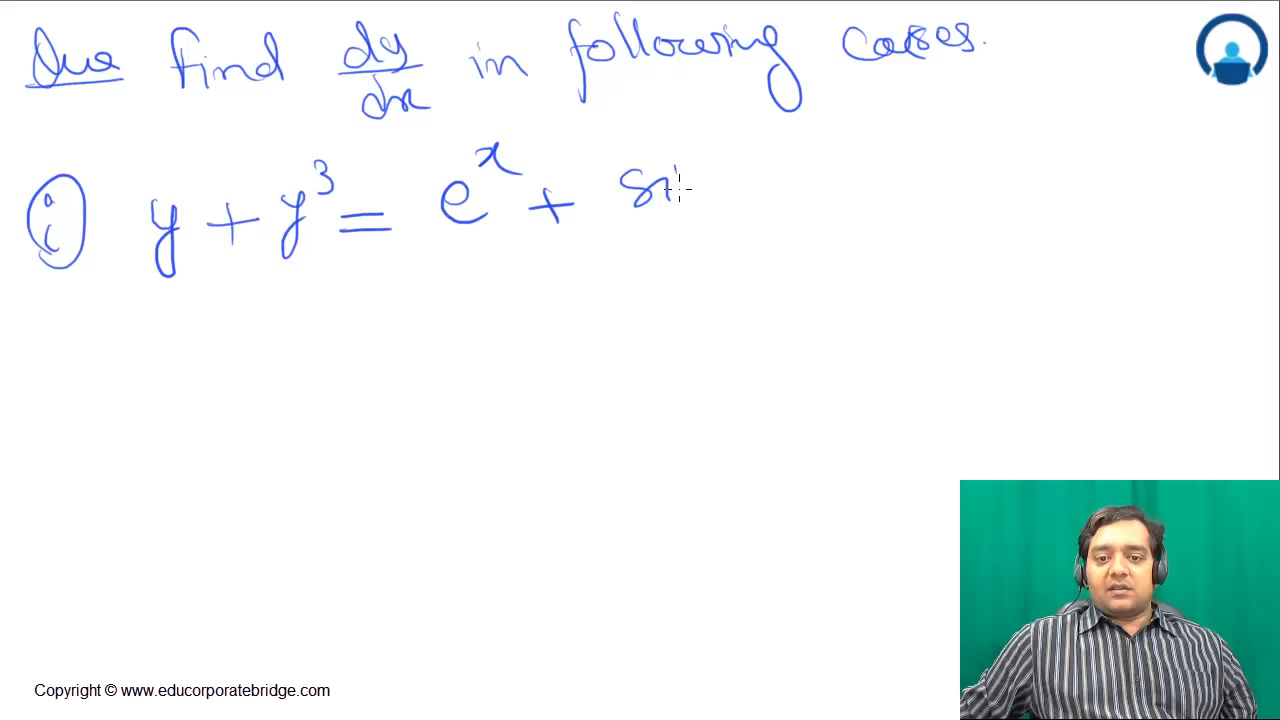 Que Find dy/dx in following cases.
(i) y + y³ = eˣ + si
Copyright © www.educorporatebridge.com